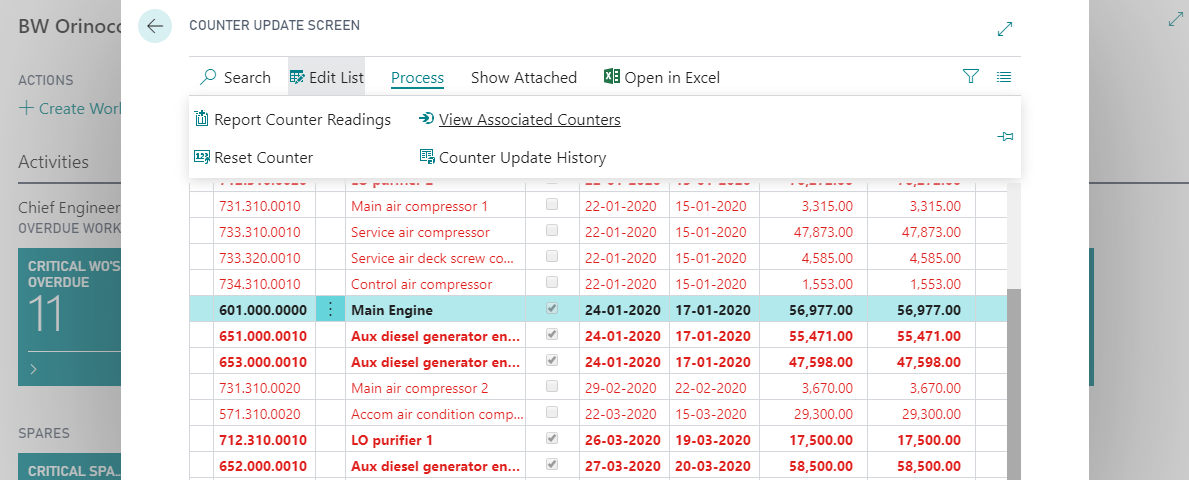 BW Orinoco
COUNTER UPDATE SCREEN
ACTIONS
Search Edit List Process Show Attached Open in Excel
+ Create Work
Report Counter Readings View Associated Counters
Reset Counter Counter Update History
Activities
Chief Engineer
OVERDUE WORK
CRITICAL WO'S
OVERDUE
11
SPARES
CRITICAL SPA...
712.310.0020 LO purifier 2 22-01-2020 15-01-2020
731.310.0010 Main air compressor 1 22-01-2020 15-01-2020 3,315.00 3,315.00
733.310.0010 Service air compressor 22-01-2020 15-01-2020 47,873.00 47,873.00
733.320.0010 Service air deck screw co... 22-01-2020 15-01-2020 4,585.00 4,585.00
734.310.0010 Control air compressor 22-01-2020 15-01-2020 1,553.00 1,553.00
601.000.0000 Main Engine 24-01-2020 17-01-2020 56,977.00 56,977.00
651.000.0010 Aux diesel generator en... 24-01-2020 17-01-2020 55,471.00 55,471.00
653.000.0010 Aux diesel generator en... 24-01-2020 17-01-2020 47,598.00 47,598.00
731.310.0020 Main air compressor 2 29-02-2020 22-02-2020 3,670.00 3,670.00
571.310.0020 Accom air condition comp... 22-03-2020 15-03-2020 29,300.00 29,300.00
712.310.0010 LO purifier 1 26-03-2020 19-03-2020 17,500.00 17,500.00
652.000.0010 Aux diesel generator en... 27-03-2020 20-03-2020 58,500.00 58,500.00